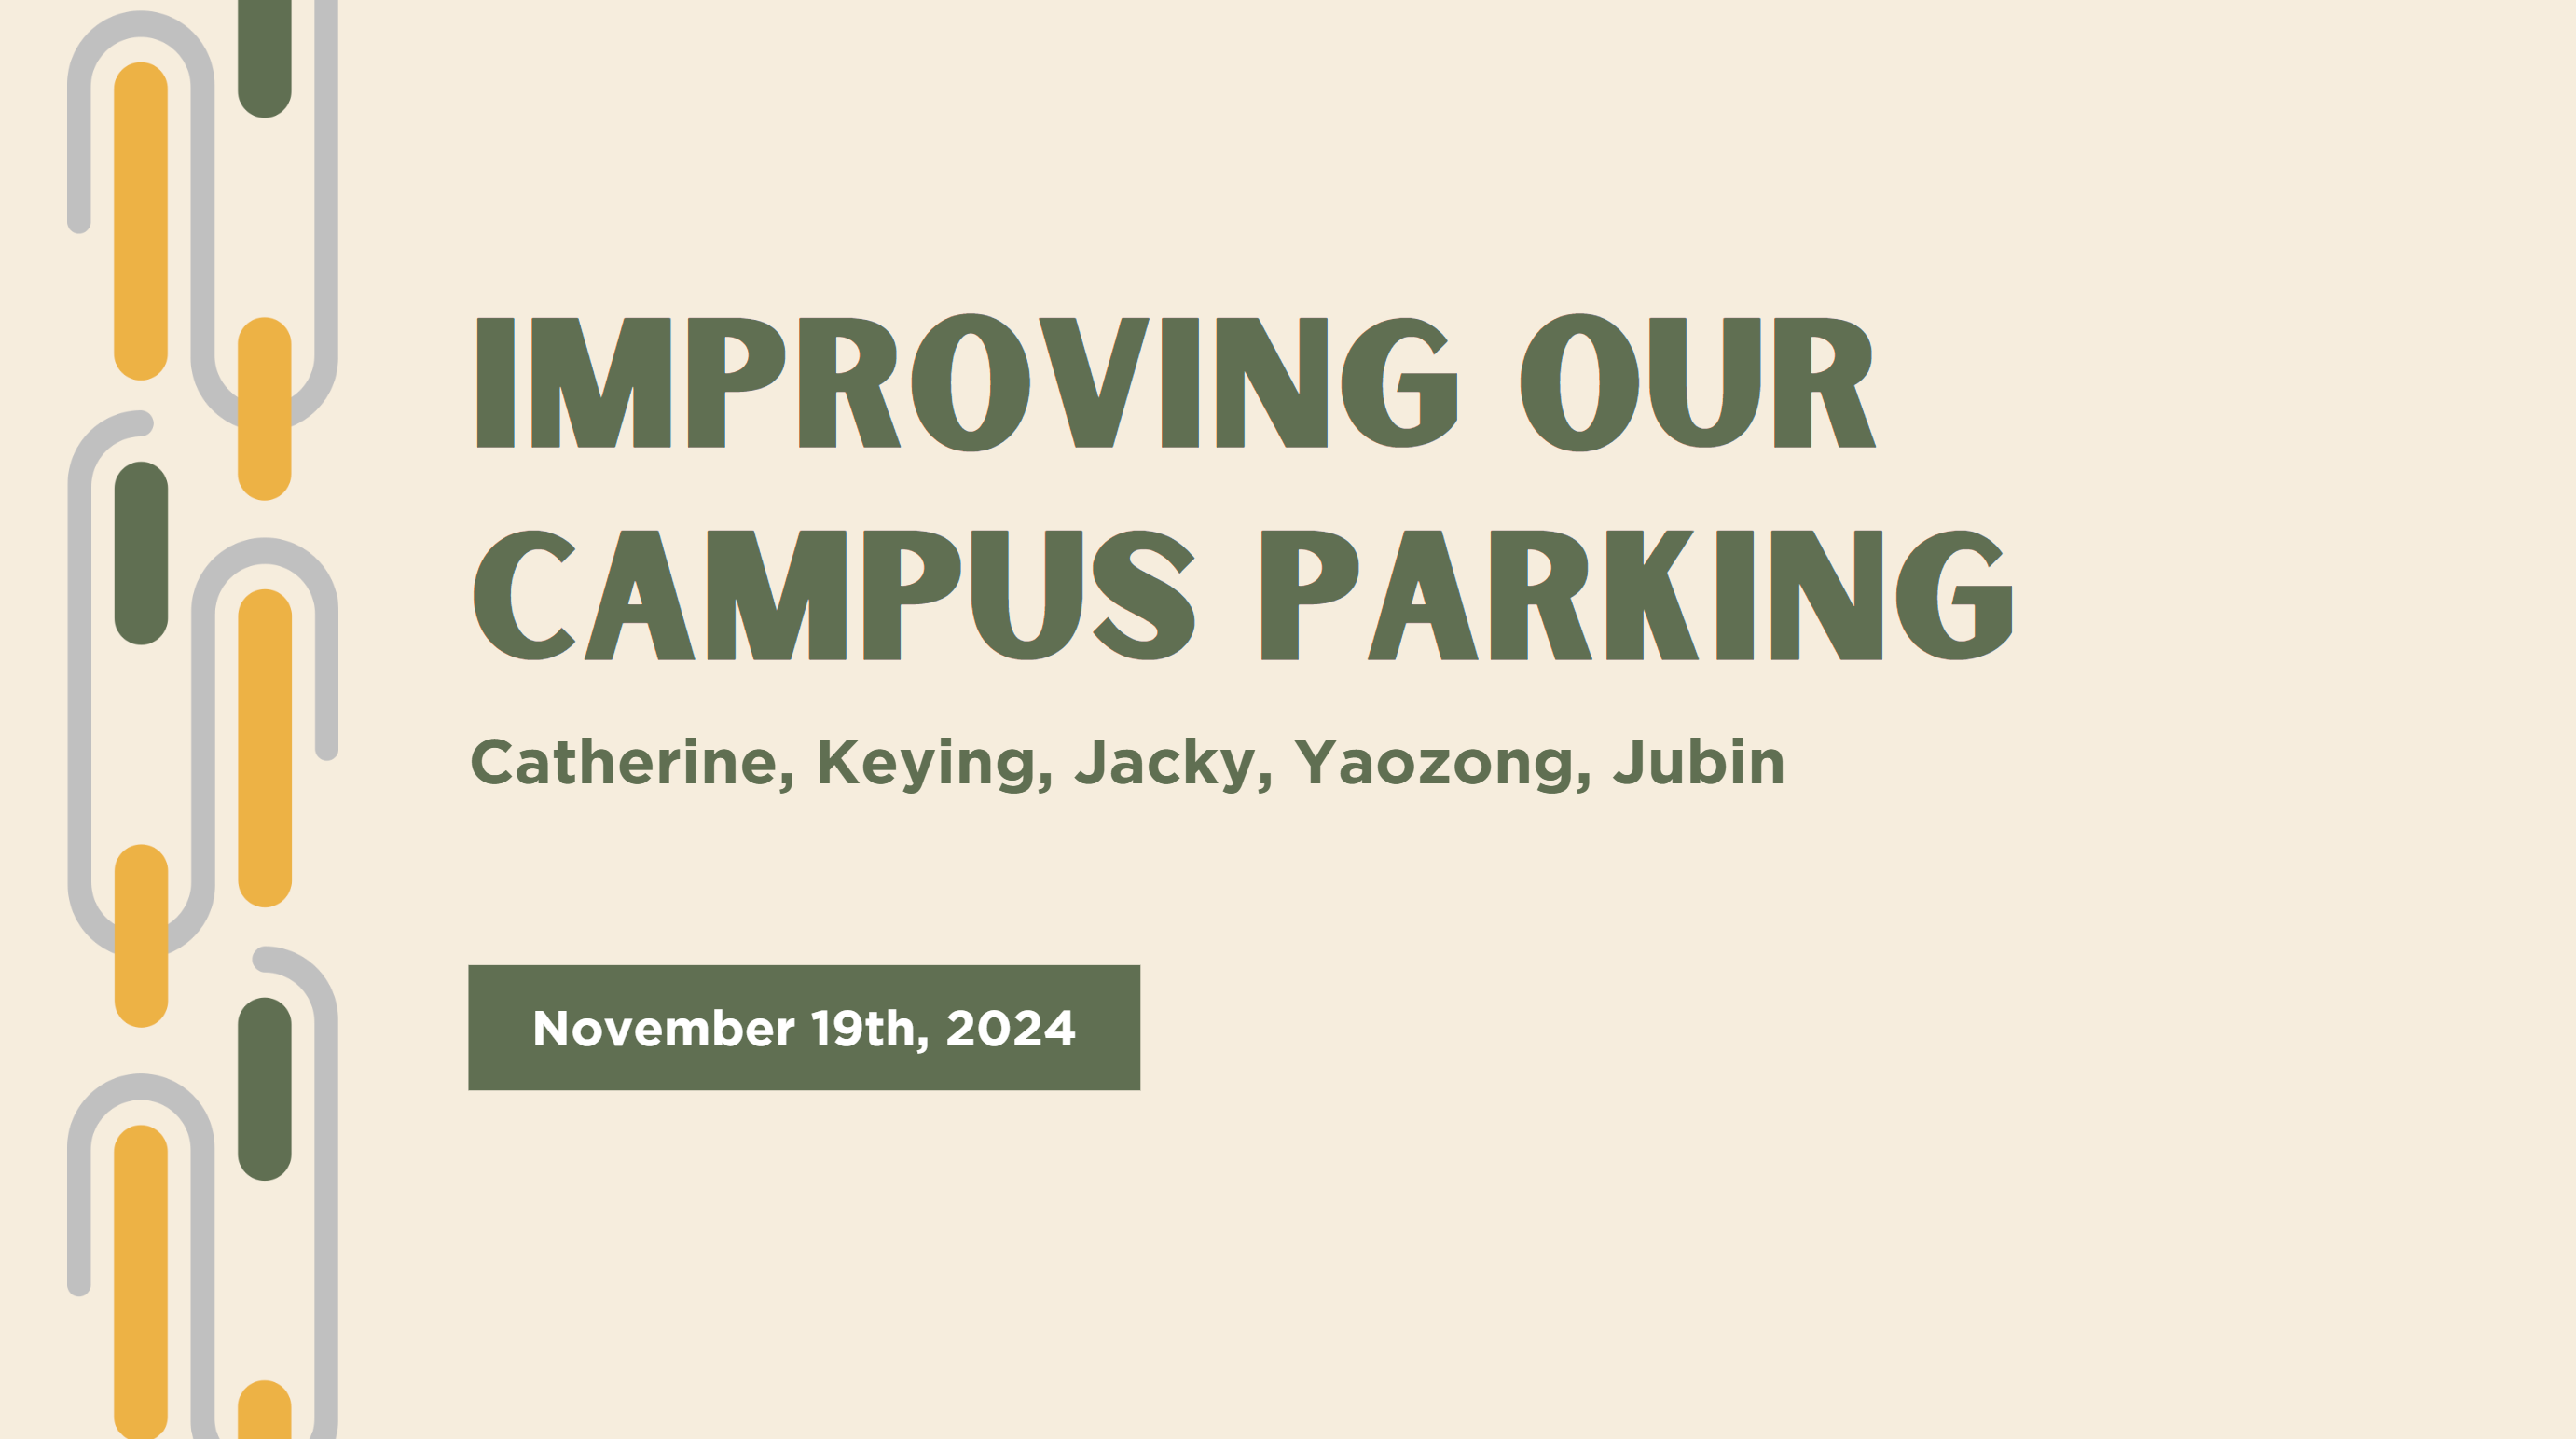 IMPROVING OUR
CAMPUS PARKING
Catherine, Keying, Jacky, Yaozong, Jubin
November 19th, 2024